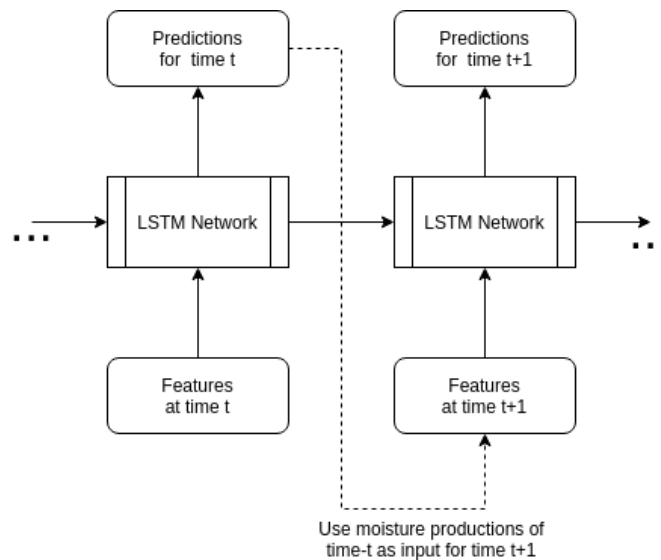 Predictions
for time t
Predictions
for time t+1
LSTM Network
LSTM Network
...
..
Features
at time t
Features
at time t+1
Use moisture productions of
time-t as input for time t+1